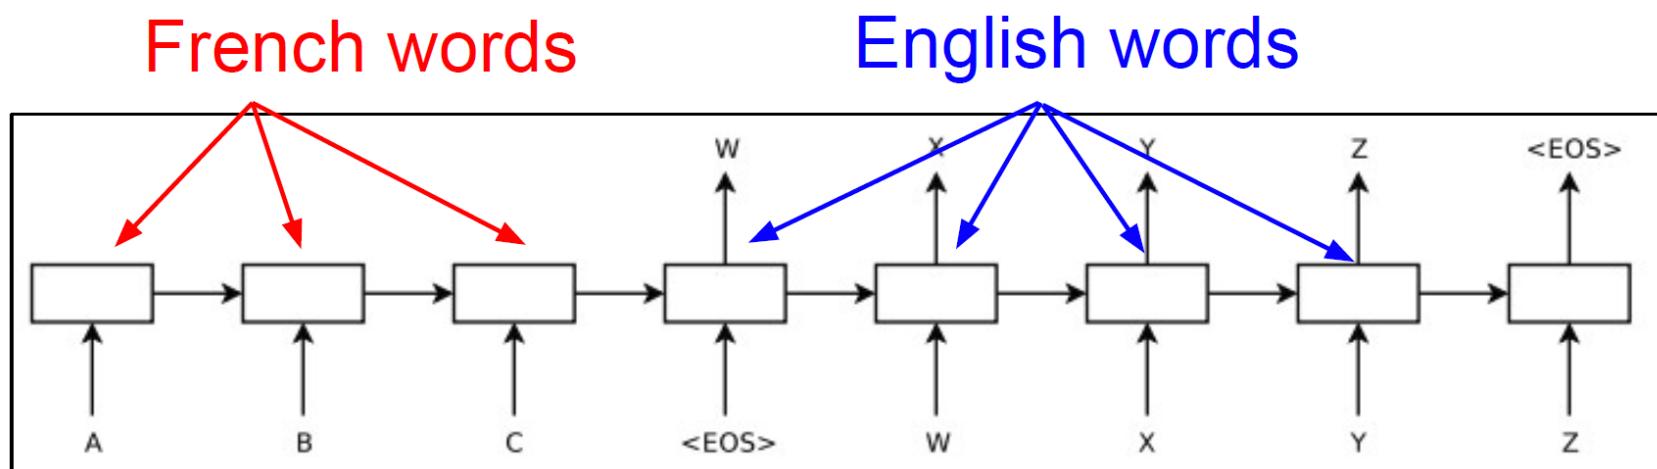 French words English words
W X Y Z <EOS>
A B C <EOS> W X Y Z